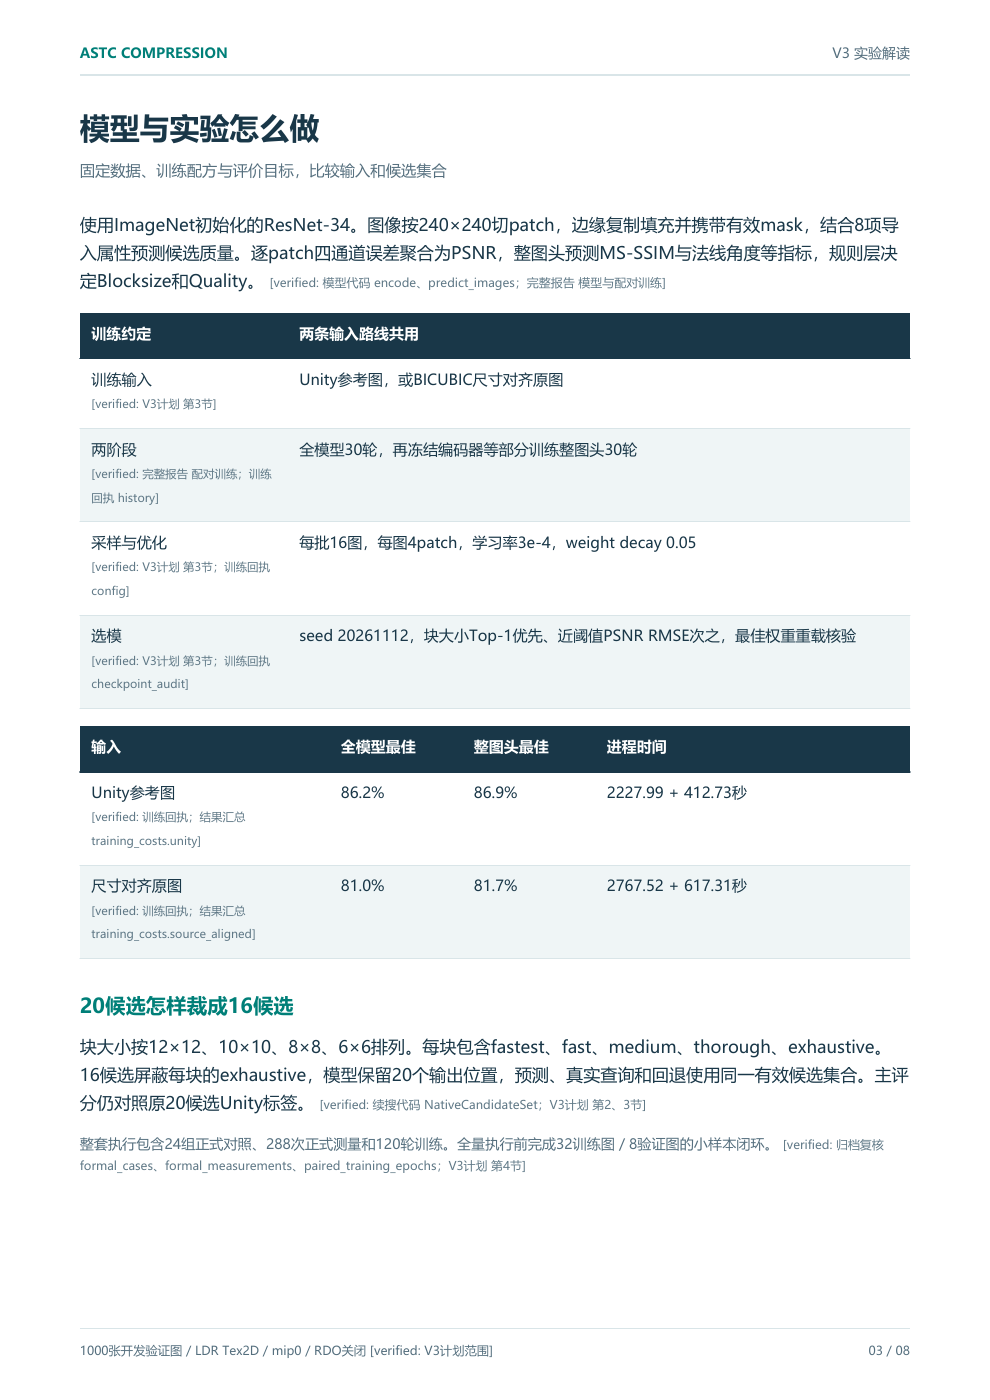 ASTC COMPRESSION
V3 实验解读
模型与实验怎么做
固定数据、训练配方与评价目标，比较输入和候选集合
使用ImageNet初始化的ResNet-34。图像按240×240切patch，边缘复制填充并携带有效mask，结合8项导
入属性预测候选质量。逐patch四通道误差聚合为PSNR，整图头预测MS-SSIM与法线角度等指标，规则层决
定Blocksize和Quality。 [verified: 模型代码 encode、predict_images；完整报告 模型与配对训练]
训练约定 两条输入路线共用
训练输入 Unity参考图，或BICUBIC尺寸对齐原图
[verified: V3计划 第3节]
两阶段 全模型30轮，再冻结编码器等部分训练整图头30轮
[verified: 完整报告 配对训练；训练
回执 history]
采样与优化 每批16图，每图4patch，学习率3e-4，weight decay 0.05
[verified: V3计划 第3节；训练回执
config]
选模 seed 20261112，块大小Top-1优先、近阈值PSNR RMSE次之，最佳权重重载核验
[verified: V3计划 第3节；训练回执
checkpoint_audit]
输入 全模型最佳 整图头最佳 进程时间
Unity参考图 86.2% 86.9% 2227.99 + 412.73秒
[verified: 训练回执；结果汇总
training_costs.unity]
尺寸对齐原图 81.0% 81.7% 2767.52 + 617.31秒
[verified: 训练回执；结果汇总
training_costs.source_aligned]
20候选怎样裁成16候选
块大小按12×12、10×10、8×8、6×6排列。每块包含fastest、fast、medium、thorough、exhaustive。
16候选屏蔽每块的exhaustive，模型保留20个输出位置，预测、真实查询和回退使用同一有效候选集合。主评
分仍对照原20候选Unity标签。 [verified: 续搜代码 NativeCandidateSet；V3计划 第2、3节]
整套执行包含24组正式对照、288次正式测量和120轮训练。全量执行前完成32训练图 / 8验证图的小样本闭环。 [verified: 归档复核
formal_cases、formal_measurements、paired_training_epochs；V3计划 第4节]
1000张开发验证图 / LDR Tex2D / mip0 / RDO关闭 [verified: V3计划范围]
03 / 08